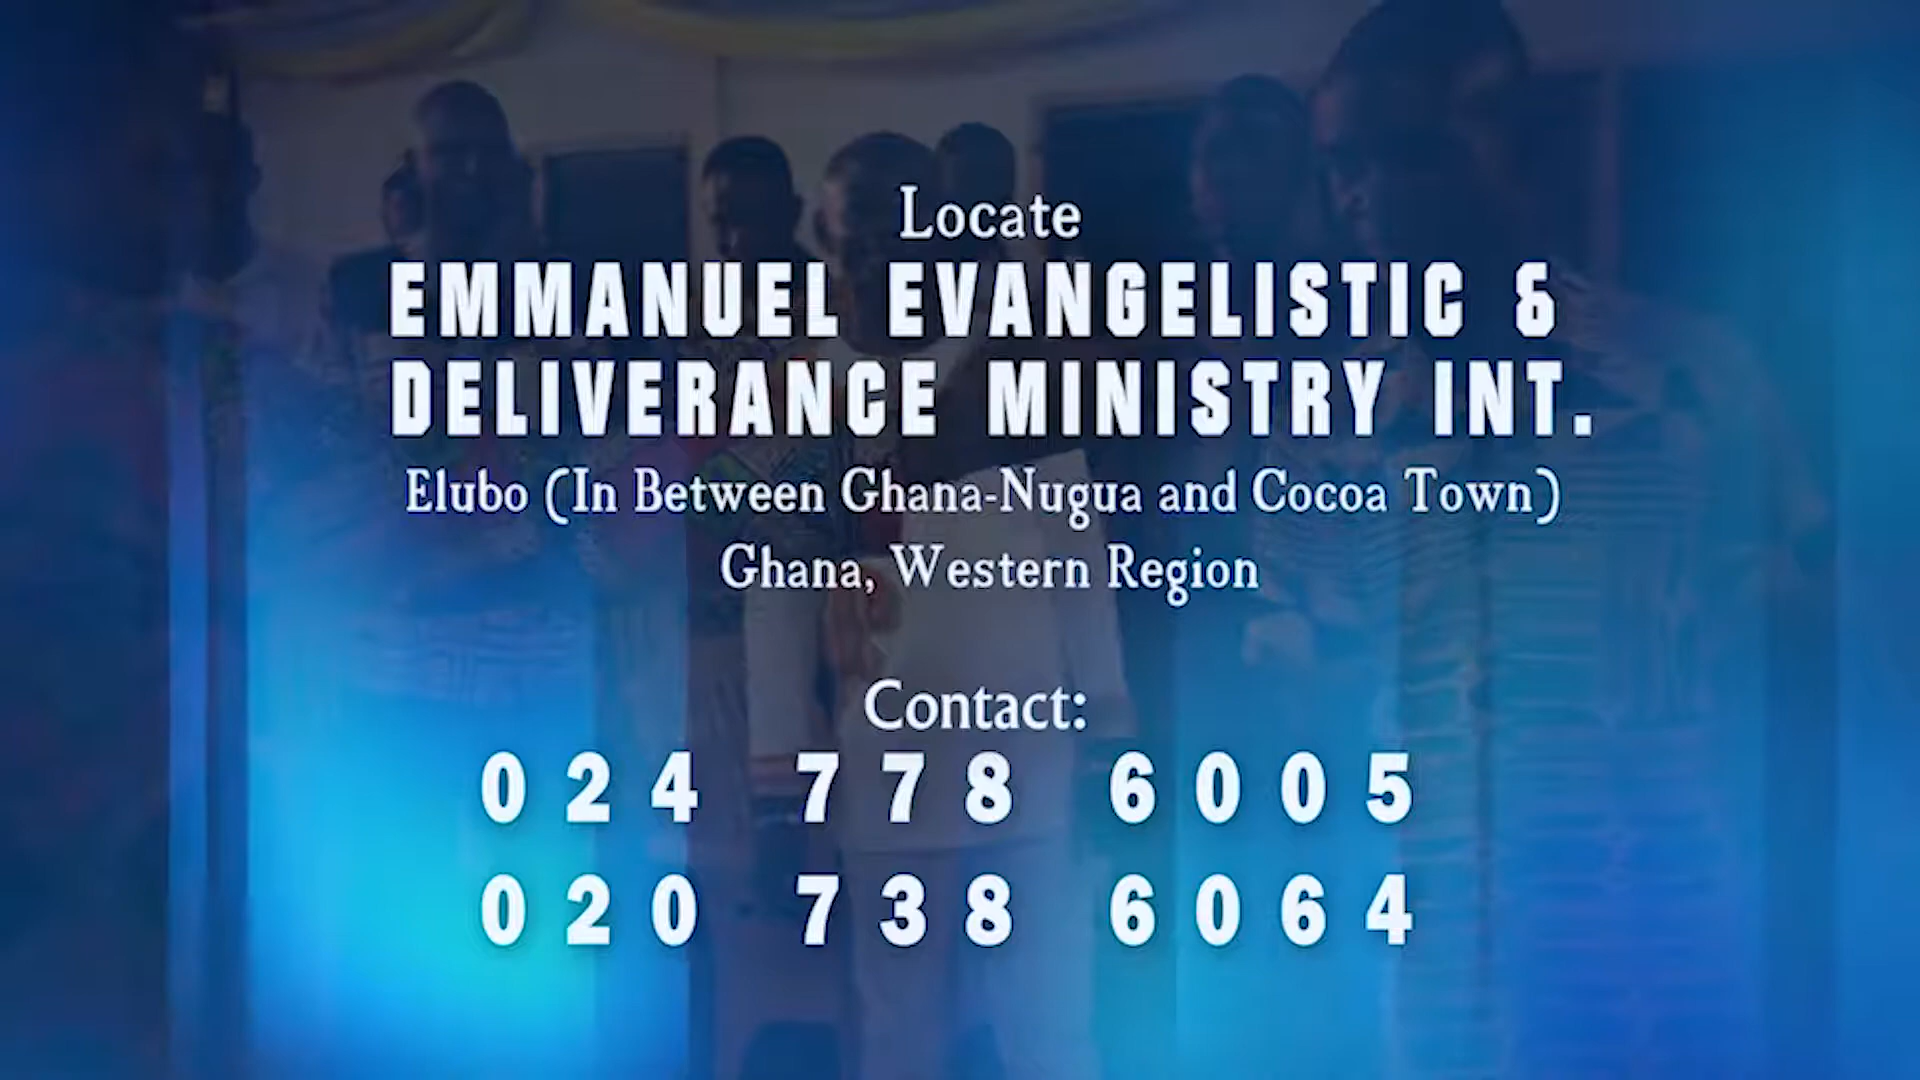 Locate
EMMANUEL EVANGELISTIC &
DELIVERANCE MINISTRY INT.
Elubo (In Between Ghana-Nugua and Cocoa Town)
Ghana, Western Region
Contact:
024 778 6005
020 738 6064